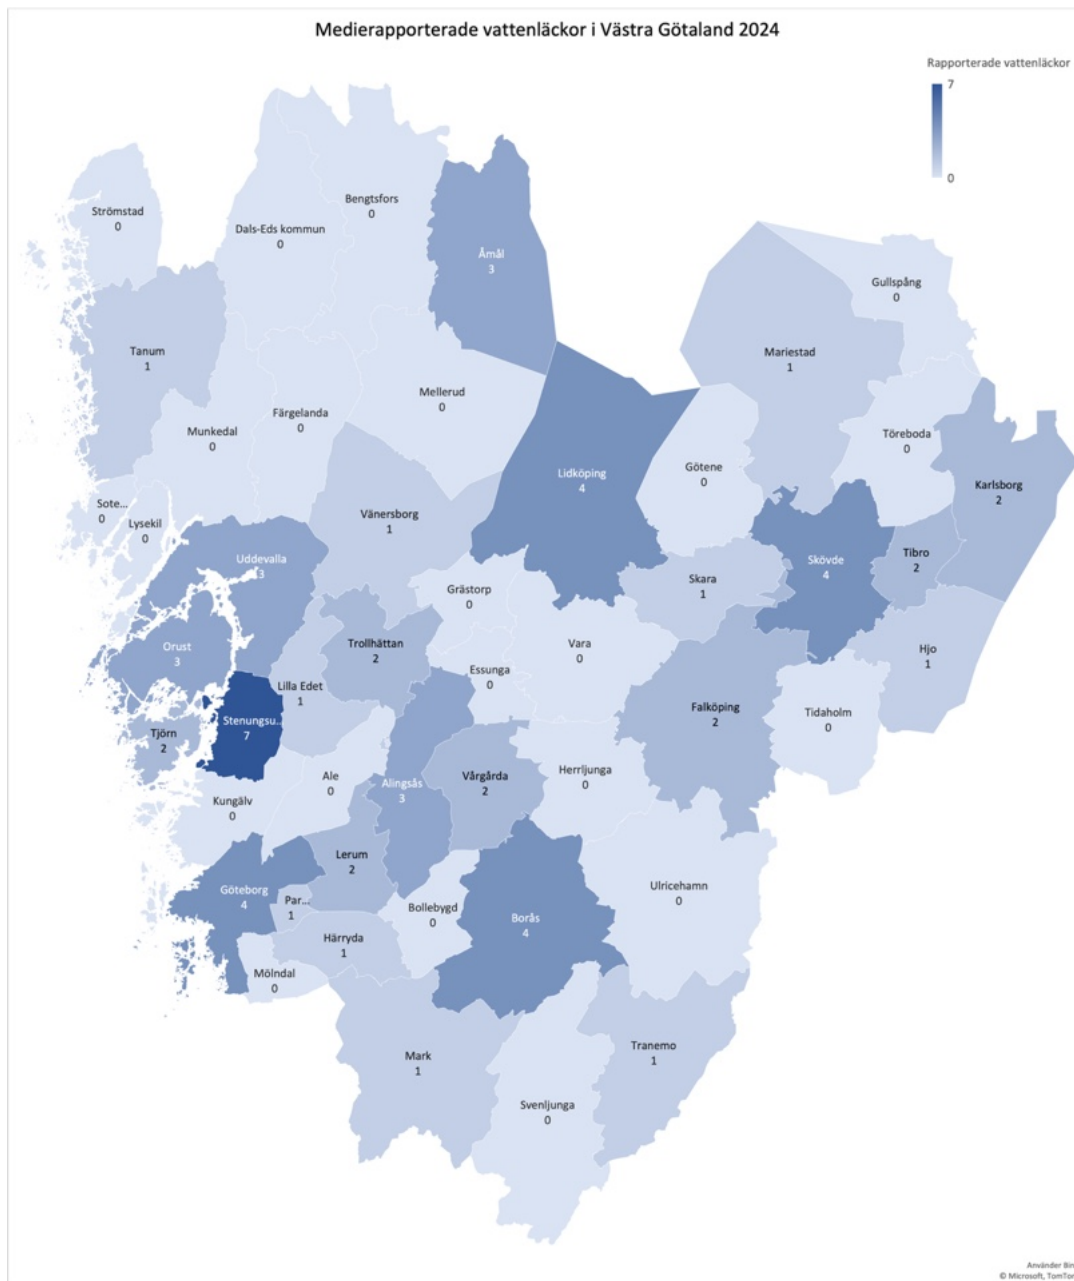 Medierapporterade vattenläckor i Västra Götaland 2024
Rapporterade vattenläckor
7
0
Strömstad
0
Dals-Eds kommun
0
Bengtsfors
0
Åmål
3
Gullspång
0
Tanum
1
Mariestad
1
Mellerud
0
Färgelanda
0
Munkedal
0
Töreboda
0
Lidköping
4
Götene
0
Karlsborg
2
Sote...
0
Lysekil
0
Vänersborg
1
Uddevalla
3
Skövde
4
Tibro
2
Skara
1
Grästorp
0
Orust
3
Trollhättan
2
Vara
0
Hjo
1
Essunga
0
Lilla Edet
1
Falköping
2
Tidaholm
0
Stenungsu...
7
Tjörn
2
Ale
0
Alingsås
3
Vårgårda
2
Herrljunga
0
Kungälv
0
Lerum
2
Göteborg
4
Par...
1
Bollebygd
0
Borås
4
Ulricehamn
0
Härryda
1
Mölndal
0
Mark
1
Tranemo
1
Svenljunga
0
Använder Bin
© Microsoft, TomTom